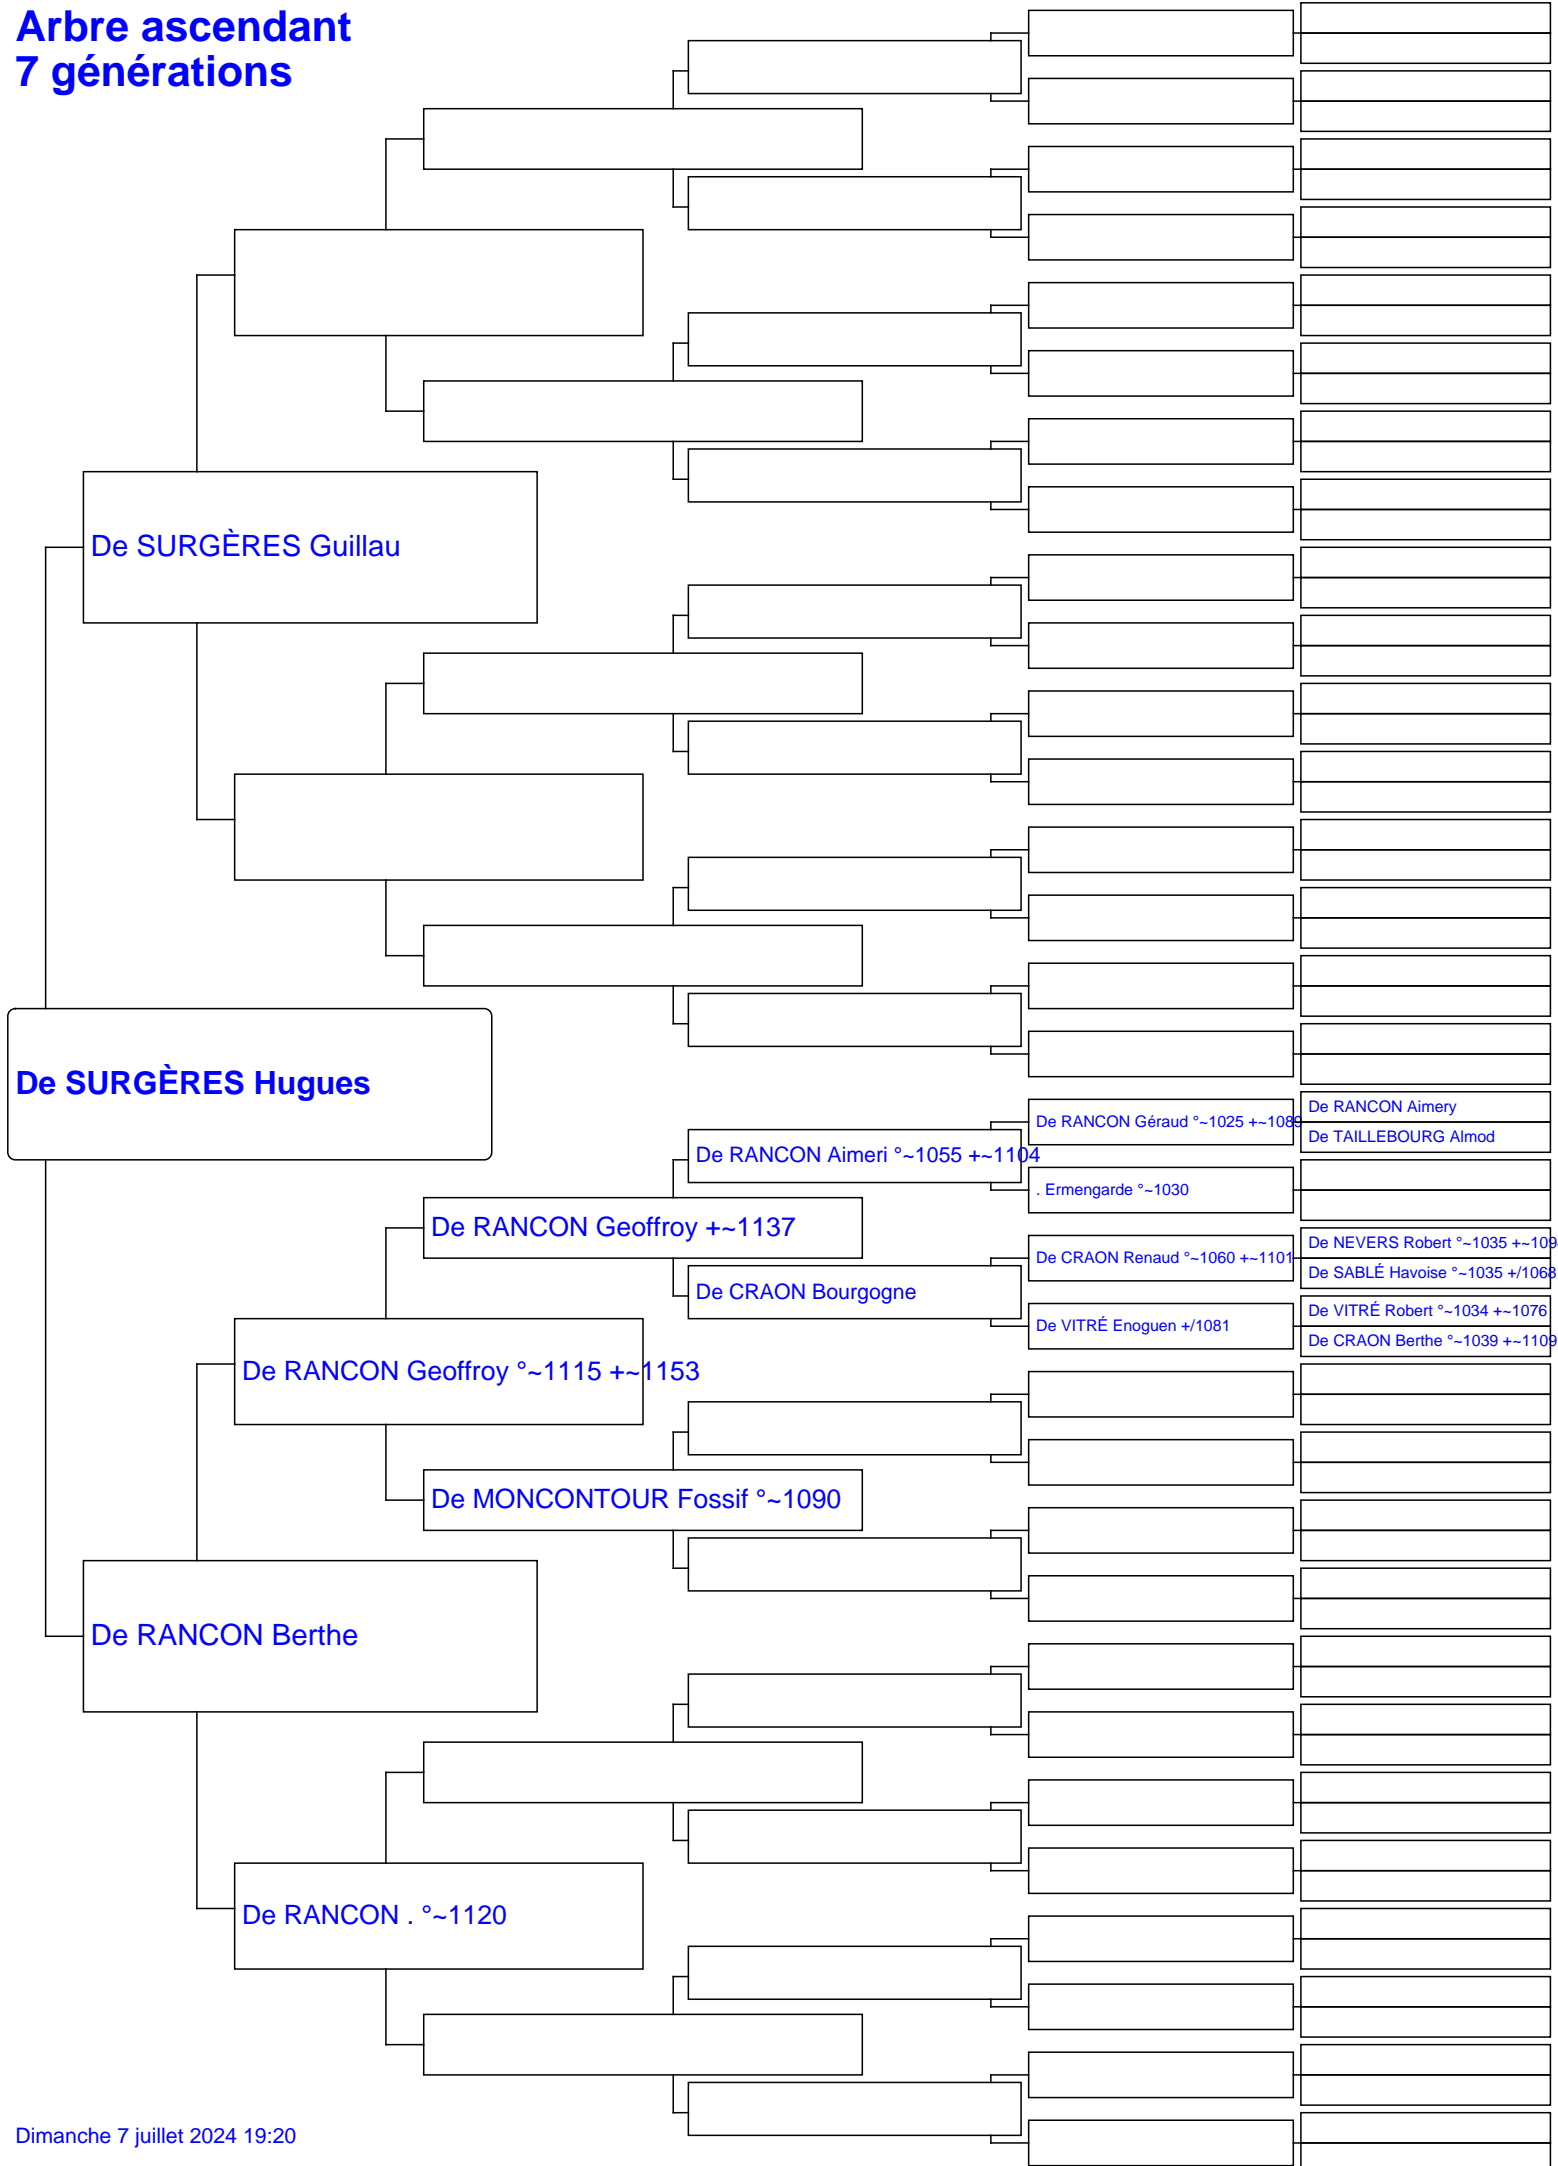 Arbre ascendant
7 générations
De SURGÈRES Guillau
De SURGÈRES Hugues
De RANCON Géraud °~1025 +~1089
De RANCON Aimery
De TAILLEBOURG Almod
De RANCON Aimeri °~1055 +~1104
. Ermengarde °~1030
De RANCON Geoffroy +~1137
De CRAON Renaud °~1060 +~1101
De NEVERS Robert °~1035 +~109
De SABLÉ Havoise °~1035 +/1068
De CRAON Bourgogne
De VITRÉ Enoguen +/1081
De VITRÉ Robert °~1034 +~1076
De CRAON Berthe °~1039 +~1109
De RANCON Geoffroy °~1115 +~1153
De MONCONTOUR Fossif °~1090
De RANCON Berthe
De RANCON . °~1120
Dimanche 7 juillet 2024 19:20